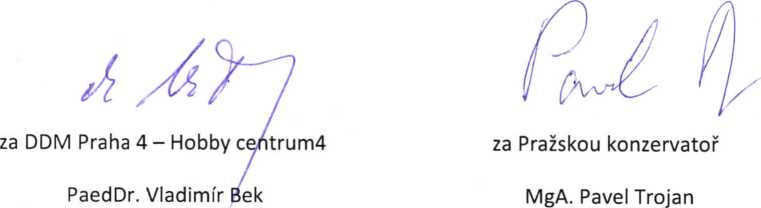 Pavel
za DDM Praha 4 – Hobby centrum4
za Pražskou konzervatoř
PaedDr. Vladimír Bek
MgA. Pavel Trojan